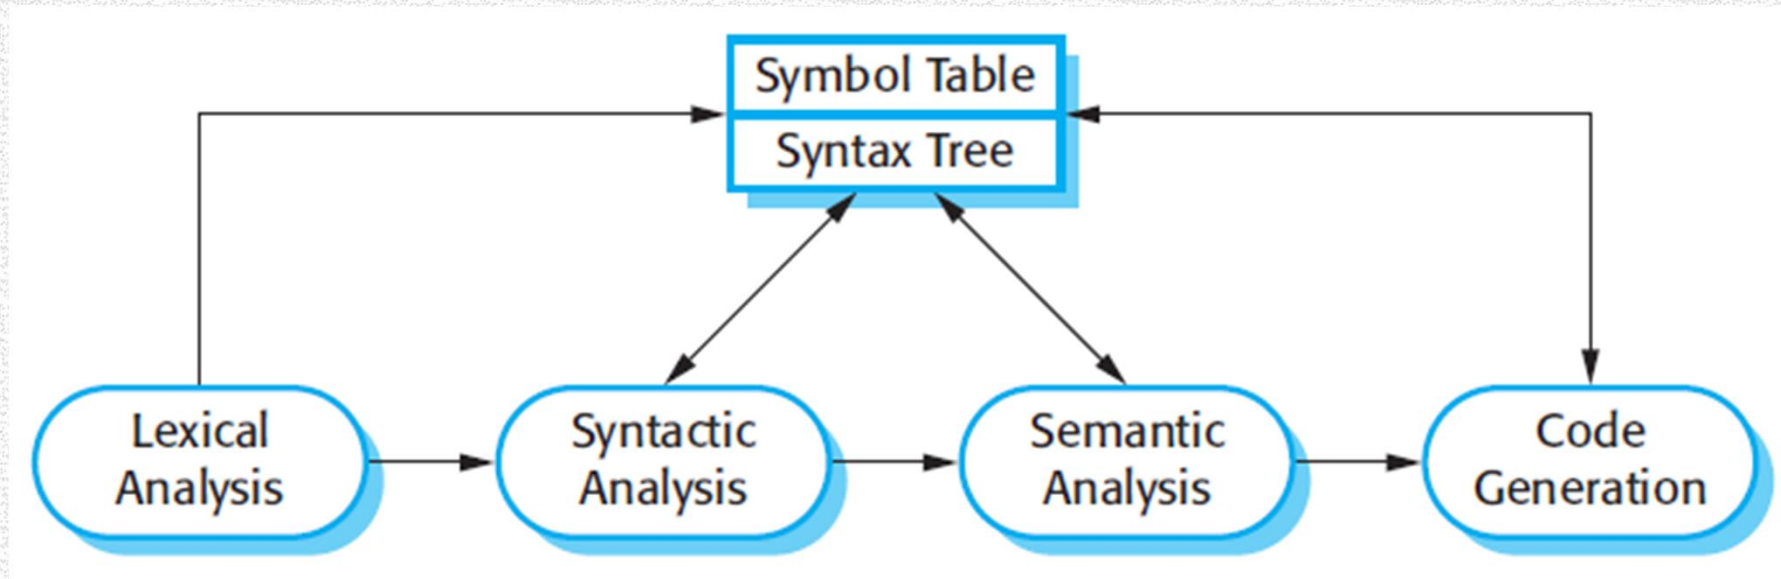 Symbol Table
Syntax Tree
Lexical
Analysis
Syntactic
Analysis
Semantic
Analysis
Code
Generation